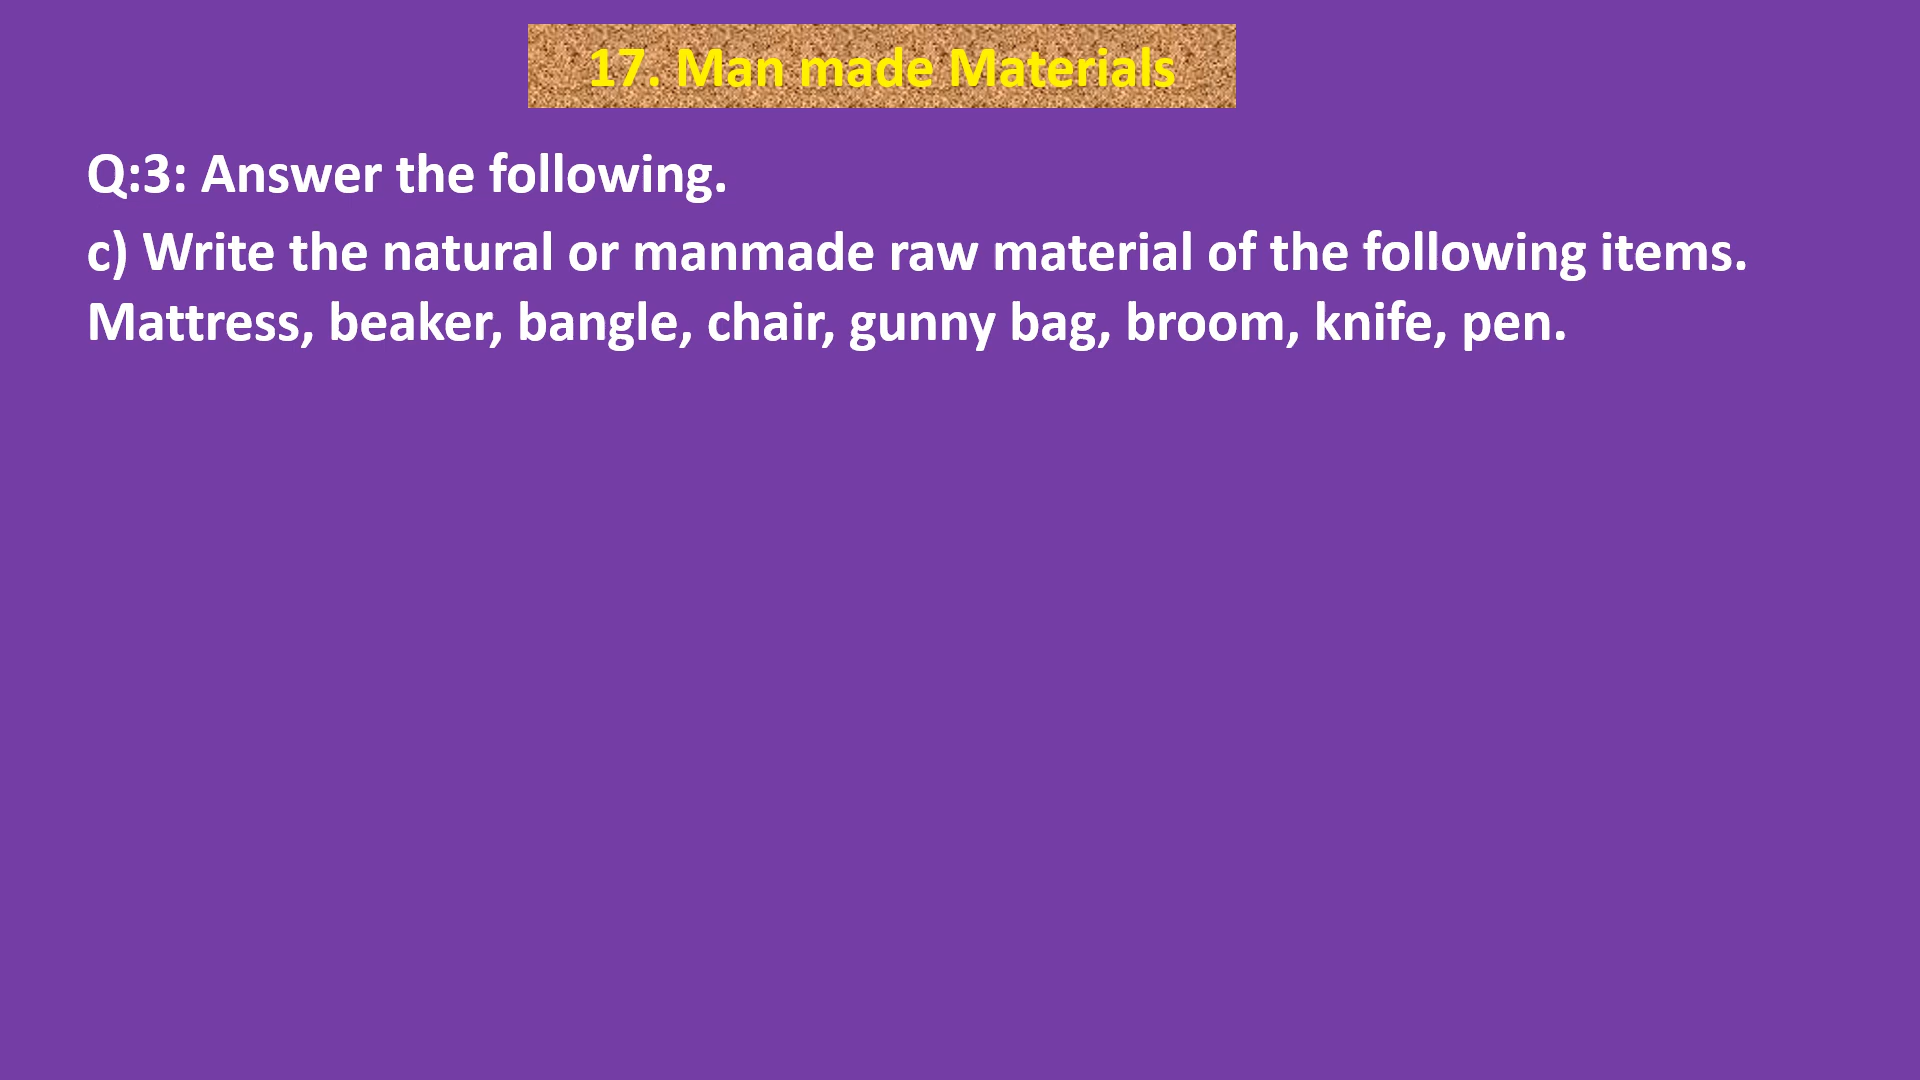 17. Man made Materials
Q:3: Answer the following.
c) Write the natural or manmade raw material of the following items.
Mattress, beaker, bangle, chair, gunny bag, broom, knife, pen.